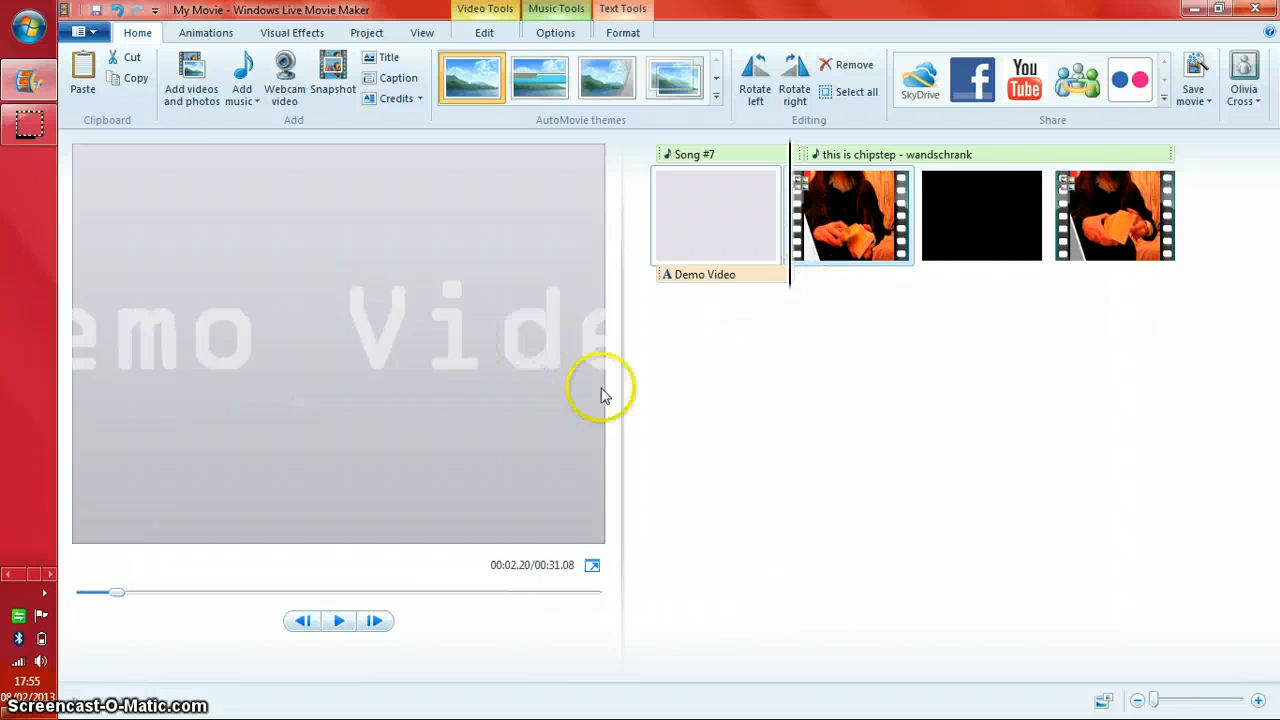 My Movie - Windows Live Movie Maker
Video Tools
Music Tools
Text Tools
Home
Animations
Visual Effects
Project
View
Edit
Options
Format
Paste
Cut
Copy
Clipboard
Add videos
and photos
Add
music
Webcam
video
Snapshot
Title
Caption
Credits
Add
AutoMovie themes
Rotate
left
Rotate
right
Remove
Select all
Editing
SkyDrive
You
Tube
Share
Save
movie
Olivia
Cross
emo Vide
00:02.20/00:31.08
Song #7
this is chipstep - wandschrank
A Demo Video
17:55
08/02/2013
Screencast-O-Matic.com